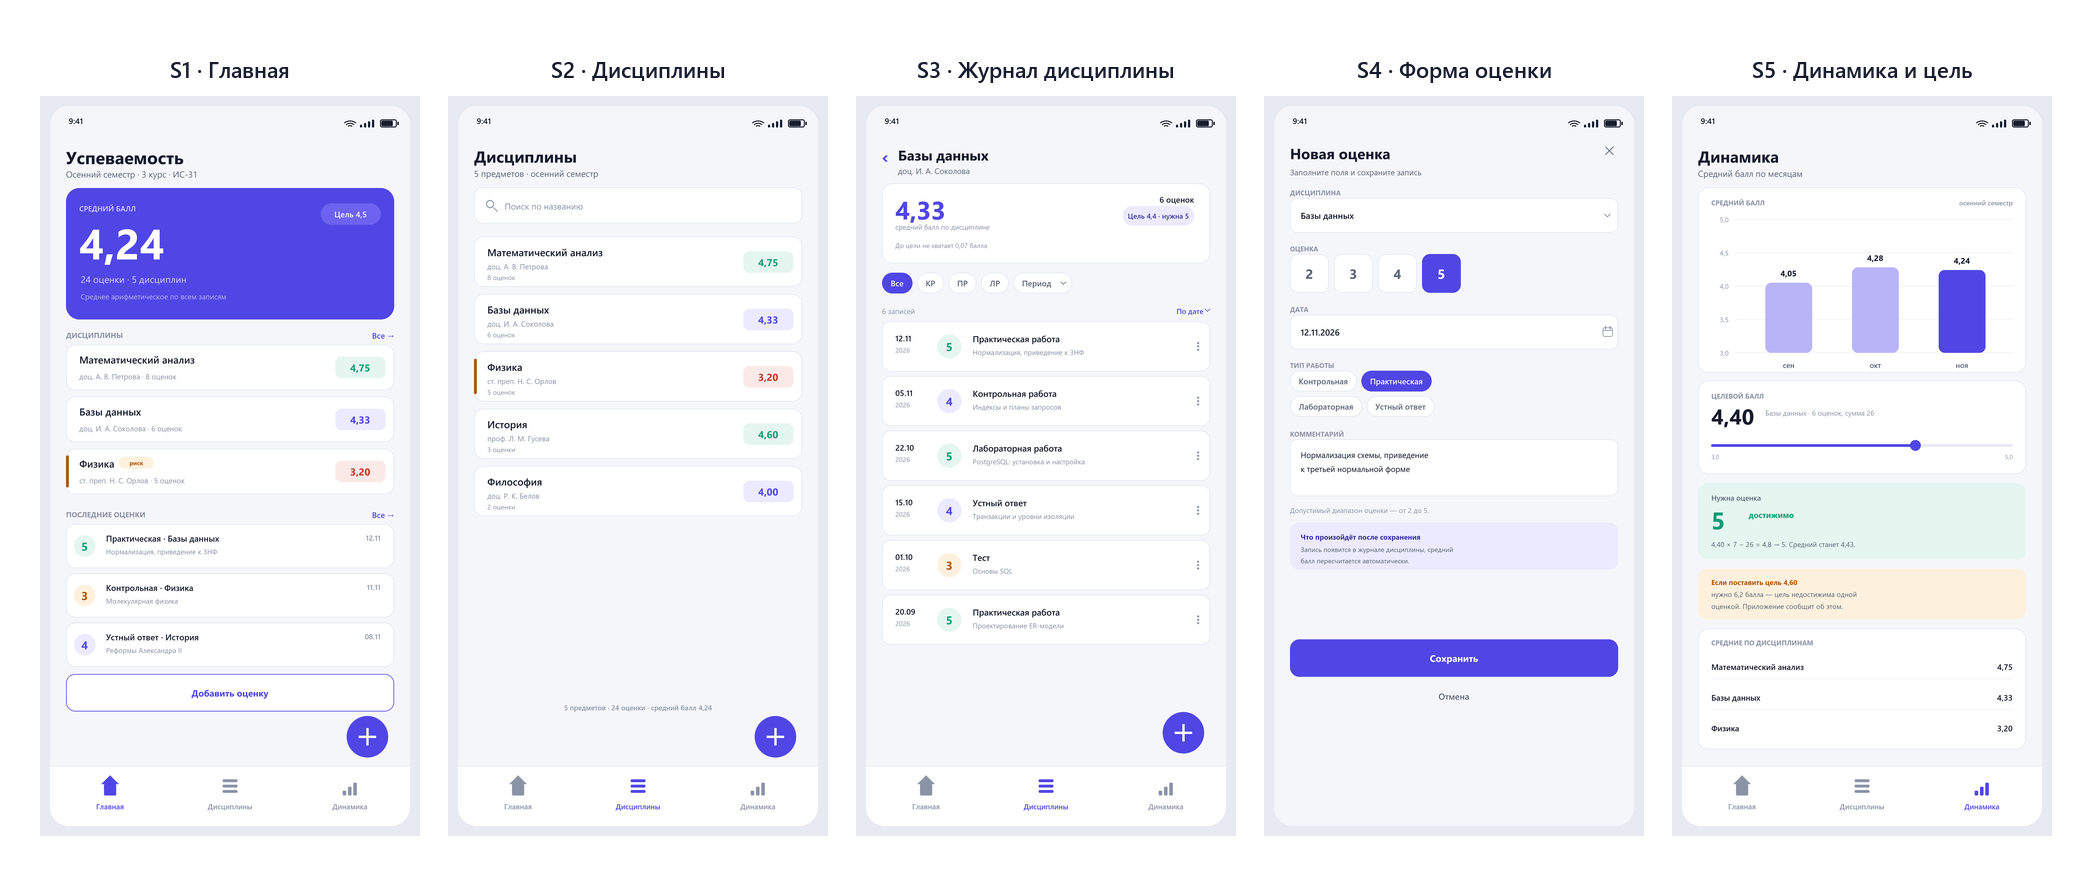 S1 · Главная
9:41
Успеваемость
Осенний семестр · 3 курс · ИС-31
СРЕДНИЙ БАЛЛ
Цель 4,5
4,24
24 оценки · 5 дисциплин
Среднее арифметическое по всем записям
ДИСЦИПЛИНЫ
Все →
Математический анализ
доц. А. В. Петрова · 8 оценок
4,75
Базы данных
доц. И. А. Соколова · 6 оценок
4,33
Физика
риск
ст. преп. Н. С. Орлов · 5 оценок
3,20
ПОСЛЕДНИЕ ОЦЕНКИ
Все →
5
Практическая · Базы данных
12.11
Нормализация, приведение к 3НФ
3
Контрольная · Физика
11.11
Молекулярная физика
4
Устный ответ · История
08.11
Реформы Александра II
Добавить оценку
Главная
Дисциплины
Динамика
S2 · Дисциплины
9:41
Дисциплины
5 предметов · осенний семестр
Поиск по названию
Математический анализ
доц. А. В. Петрова
8 оценок
4,75
Базы данных
доц. И. А. Соколова
6 оценок
4,33
Физика
ст. преп. Н. С. Орлов
5 оценок
3,20
История
проф. Л. М. Гусева
3 оценки
4,60
Философия
доц. Р. К. Белов
2 оценки
4,00
5 предметов · 24 оценки · средний балл 4,24
Главная
Дисциплины
Динамика
S3 · Журнал дисциплины
9:41
Базы данных
доц. И. А. Соколова
4,33
6 оценок
Цель 4,4 · нужна 5
средний балл по дисциплине
До цели не хватает 0,07 балла
Все
КР
ПР
ЛР
Период
6 записей
По дате
12.11
2026
5
Практическая работа
Нормализация, приведение к 3НФ
05.11
2026
4
Контрольная работа
Индексы и планы запросов
22.10
2026
5
Лабораторная работа
PostgreSQL: установка и настройка
15.10
2026
4
Устный ответ
Транзакции и уровни изоляции
01.10
2026
3
Тест
Основы SQL
20.09
2026
5
Практическая работа
Проектирование ER-модели
Главная
Дисциплины
Динамика
S4 · Форма оценки
9:41
Новая оценка
Заполните поля и сохраните запись
ДИСЦИПЛИНА
Базы данных
ОЦЕНКА
2
3
4
5
ДАТА
12.11.2026
ТИП РАБОТЫ
Контрольная
Практическая
Лабораторная
Устный ответ
КОММЕНТАРИЙ
Нормализация схемы, приведение
к третьей нормальной форме
Допустимый диапазон оценки — от 2 до 5.
Что произойдёт после сохранения
Запись появится в журнале дисциплины, средний
балл пересчитается автоматически.
Сохранить
Отмена
S5 · Динамика и цель
9:41
Динамика
Средний балл по месяцам
СРЕДНИЙ БАЛЛ
осенний семестр
5,0
4,5
4,0
3,5
3,0
4,05
4,28
4,24
сен
окт
ноя
ЦЕЛЕВОЙ БАЛЛ
4,40
Базы данных · 6 оценок, сумма 26
3,0
5,0
Нужна оценка
5
достижимо
4,40 × 7 − 26 = 4,8 → 5. Средний станет 4,43.
Если поставить цель 4,60
нужно 6,2 балла — цель недостижима одной
оценкой. Приложение сообщит об этом.
СРЕДНИЕ ПО ДИСЦИПЛИНАМ
Математический анализ
4,75
Базы данных
4,33
Физика
3,20
Главная
Дисциплины
Динамика